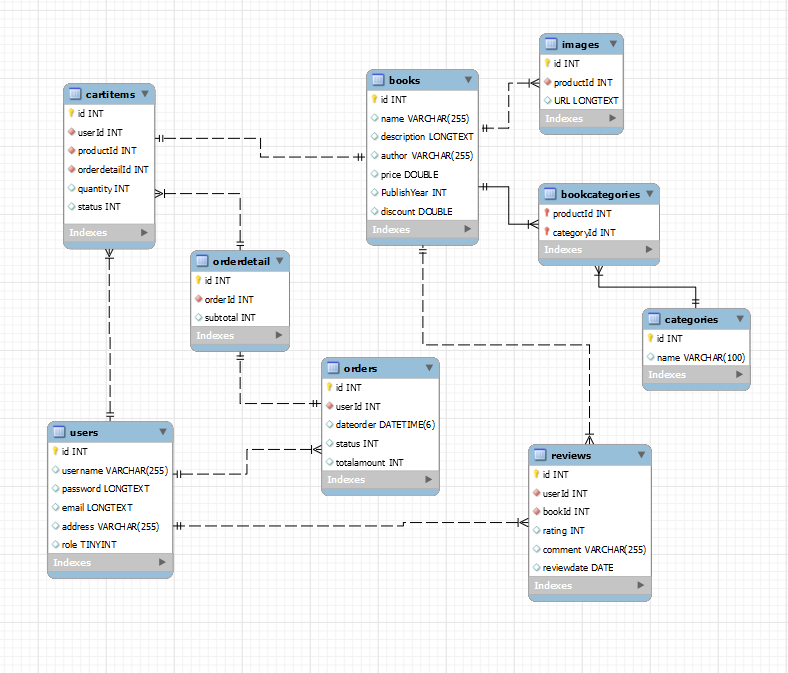 cartitems
id INT
userId INT
productId INT
orderdetailId INT
quantity INT
status INT
Indexes
books
id INT
name VARCHAR(255)
description LONGTEXT
author VARCHAR(255)
price DOUBLE
PublishYear INT
discount DOUBLE
Indexes
images
id INT
productId INT
URL LONGTEXT
Indexes
bookcategories
productId INT
categoryId INT
Indexes
orderdetail
id INT
orderId INT
subtotal INT
Indexes
categories
id INT
name VARCHAR(100)
Indexes
orders
id INT
userId INT
dateorder DATETIME(6)
status INT
totalamount INT
Indexes
users
id INT
username VARCHAR(255)
password LONGTEXT
email LONGTEXT
address VARCHAR(255)
role TINYINT
Indexes
reviews
id INT
userId INT
bookId INT
rating INT
comment VARCHAR(255)
reviewdate DATE
Indexes